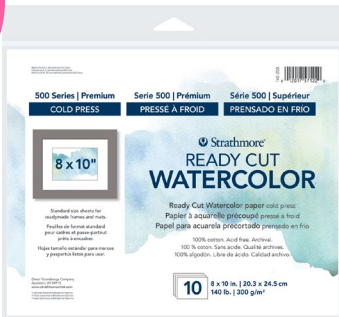 500 Series | Premium
COLD PRESS
Serie 500 | Prémium
PRESSÉ À FROID
Série 500 | Supérieur
PRENSADO EN FRÍO
8 x 10"
Standard size sheets for
readymade frames and mats.
Feuilles de format standard
pour cadres et passe-partout
prêts à encadrer.
Hojas tamaño estándar para marcos
y paspartús listos para usar.
Strathmore®
READY CUT
WATERCOLOR
Ready Cut Watercolor paper cold press
Papier à aquarelle précoupé pressé à froid
Papel para acuarela precortado prensado en frío
100% cotton. Acid free. Archival.
100 % coton. Sans acide. Qualité archives.
100% algodón. Libre de ácido. Calidad archivo.
10
8 x 10 in. | 20.3 x 24.5 cm
140 lb. | 300 g/m²